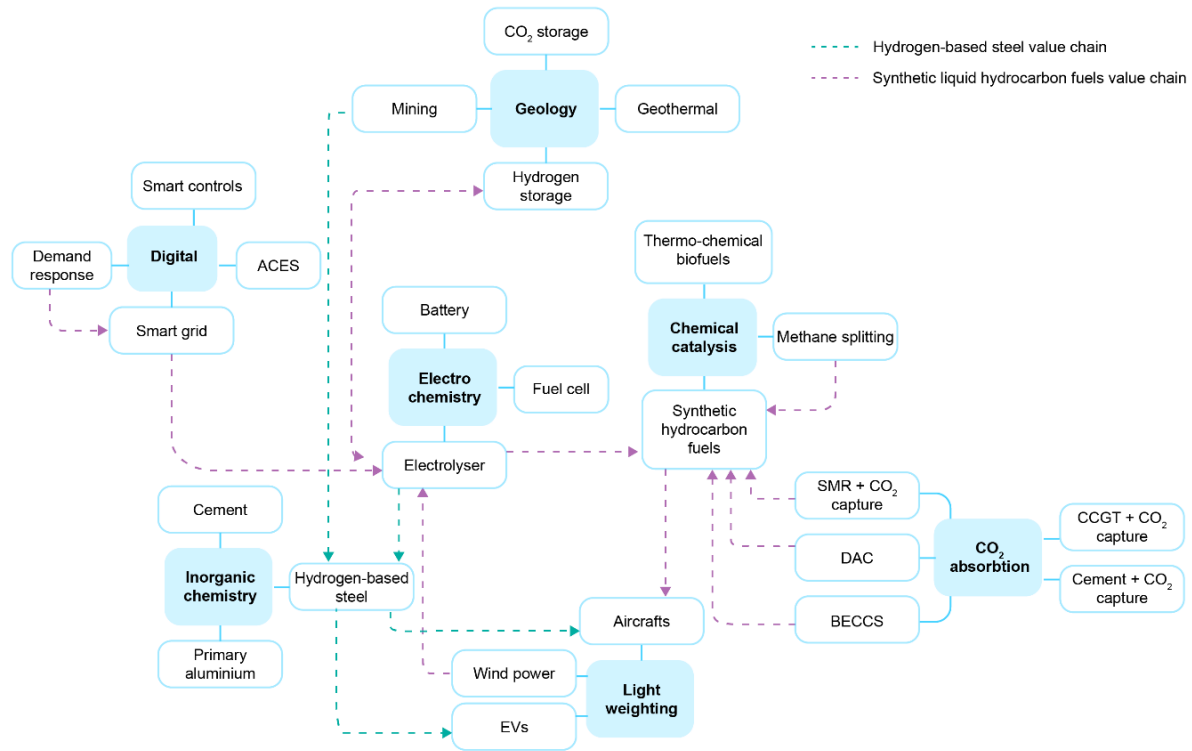 CO₂ storage
Hydrogen-based steel value chain
Synthetic liquid hydrocarbon fuels value chain
Mining
Geology
Geothermal
Hydrogen
storage
Smart controls
Demand
response
Digital
ACES
Smart grid
Thermo-chemical
biofuels
Battery
Chemical
catalysis
Methane splitting
Electro
chemistry
Fuel cell
Synthetic
hydrocarbon
fuels
Electrolyser
SMR + CO₂
capture
Cement
CCGT + CO₂
capture
DAC
CO₂
absorbtion
Inorganic
chemistry
Hydrogen-based
steel
Cement + CO₂
capture
Aircrafts
BECCS
Primary
aluminium
Wind power
Light
weighting
EVs